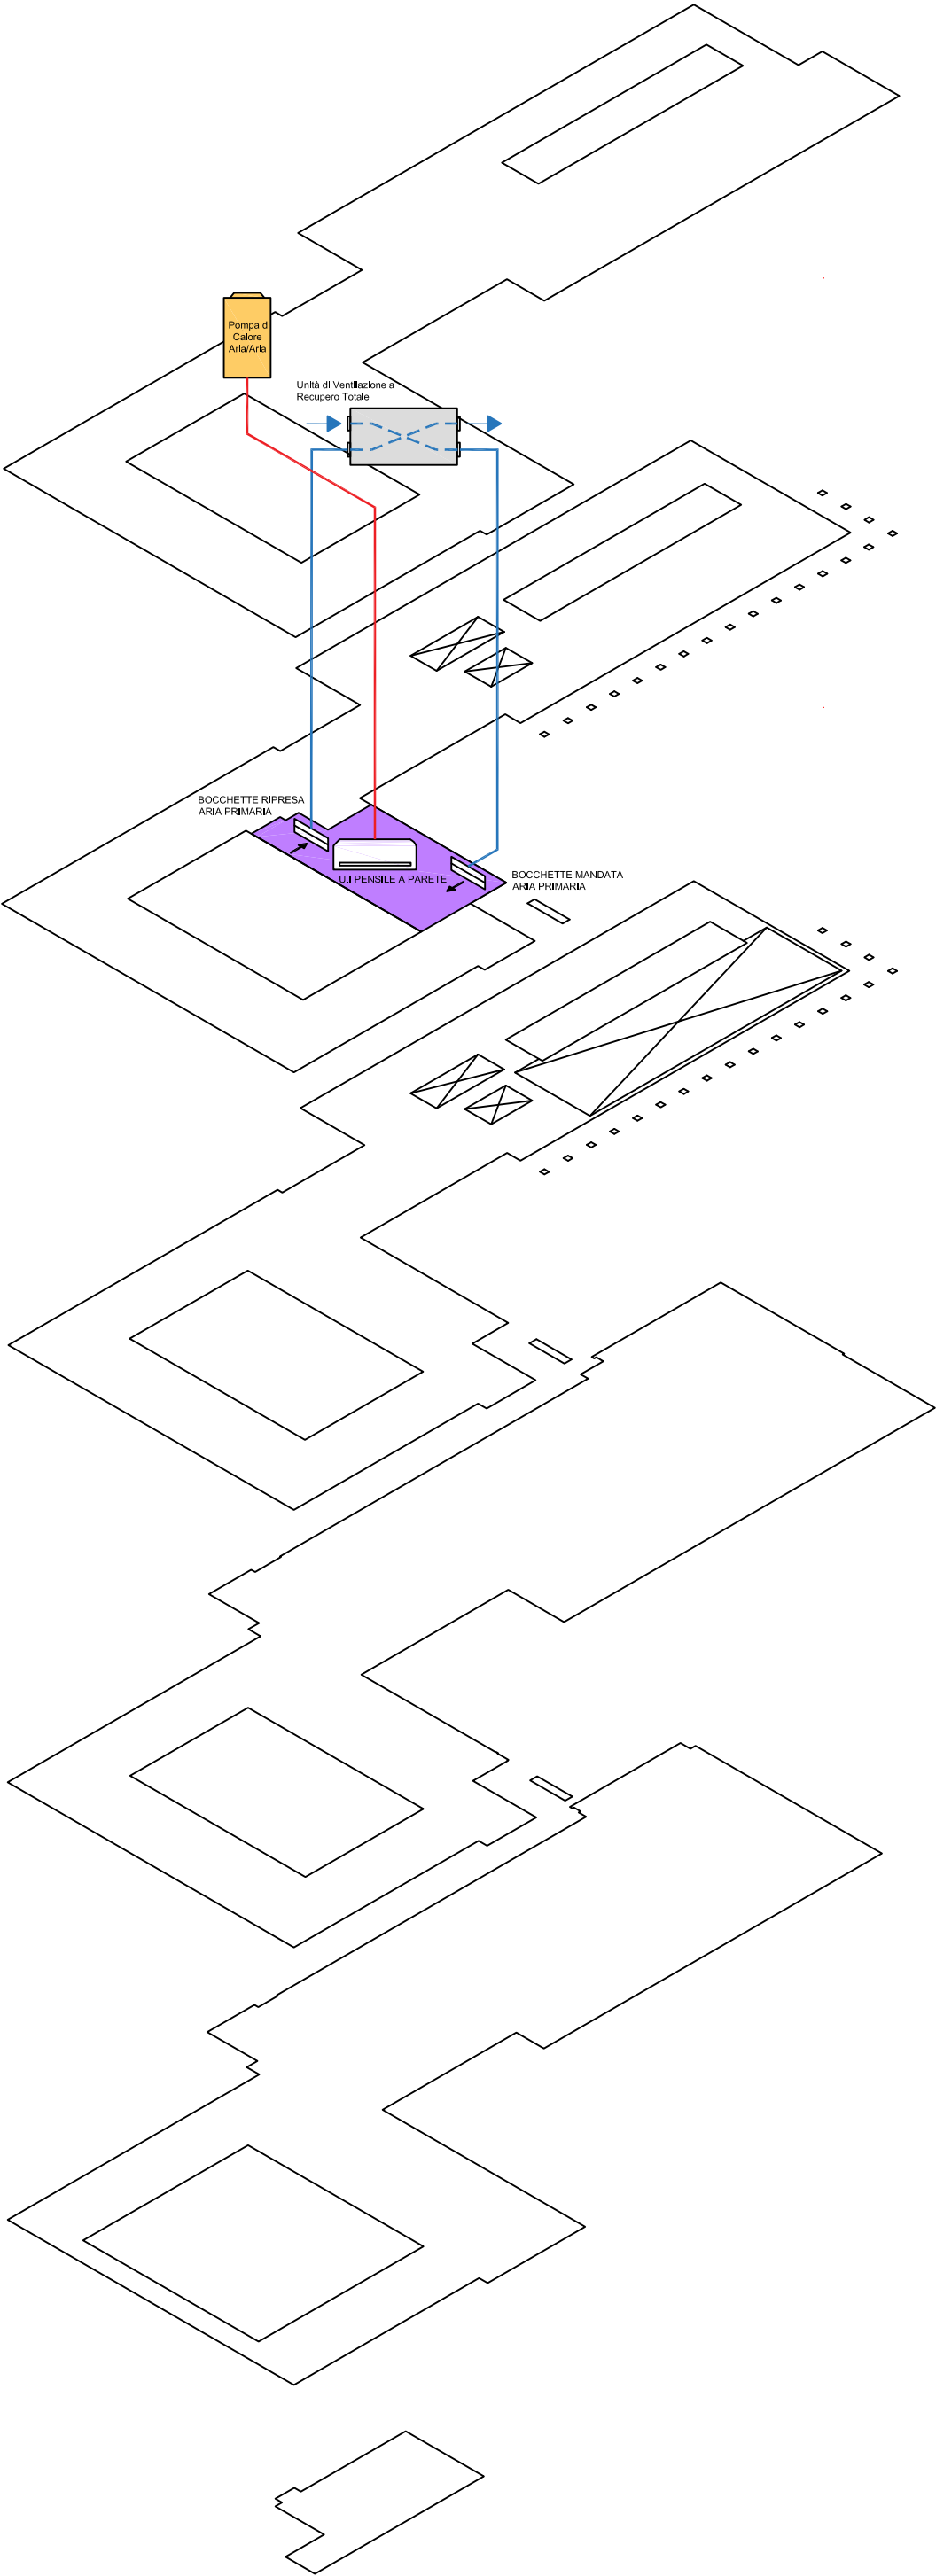 Pompa di
Calore
Aria/Aria
Unità di Ventilazione a
Recupero Totale
BOCCHETTE RIPRESA
ARIA PRIMARIA
U.I PENSILE A PARETE
BOCCHETTE MANDATA
ARIA PRIMARIA